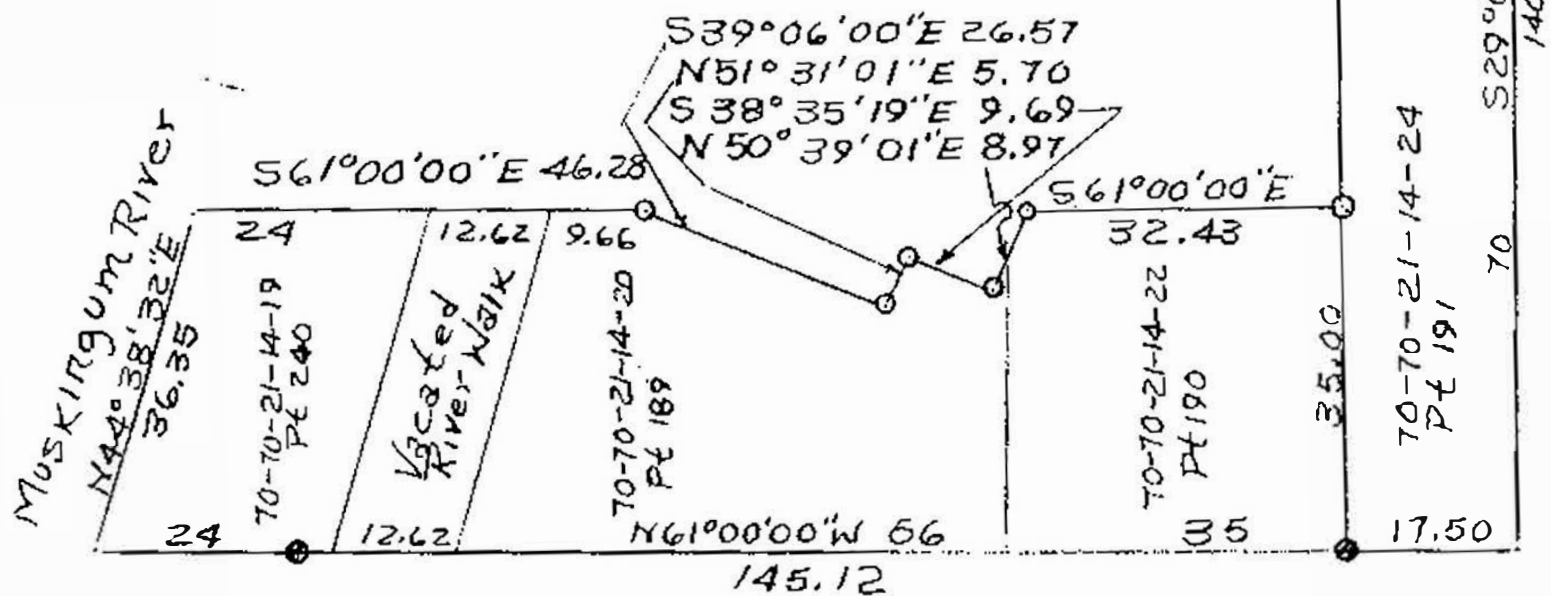 S39°06'00"E 26.57
N51°31'01"E 5.70
S 38°35'19"E 9.69
N 50°39'01"E 8.97
S61°00'00"E 46.28
S61°00'00"E
32.43
Muskingum River
N44°38'32"E
36.35
24
12.62
9.66
70-70-21-14-19
Pt 240
Vacated
River Walk
70-70-21-14-20
Pt 189
70-70-21-14-22
Pt 190
35.00
70-70-21-14-24
Pt 191
70
S29°
140
24
12.62
N61°00'00"W 56
35
17.50
145.12